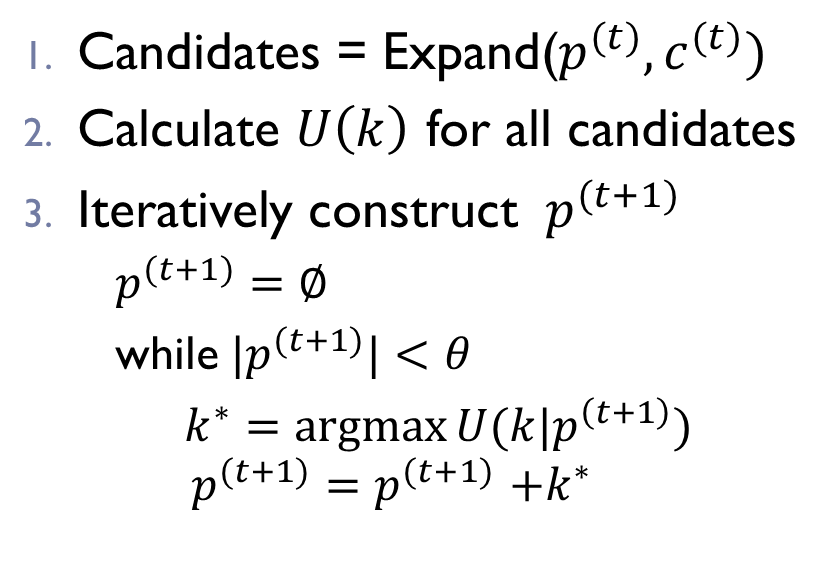 1. Candidates = Expand(p^(t), c^(t))
2. Calculate U(k) for all candidates
3. Iteratively construct p^(t+1)
p^(t+1) = ∅
while |p^(t+1)| < θ
k* = argmax U(k|p^(t+1))
p^(t+1) = p^(t+1) +k*